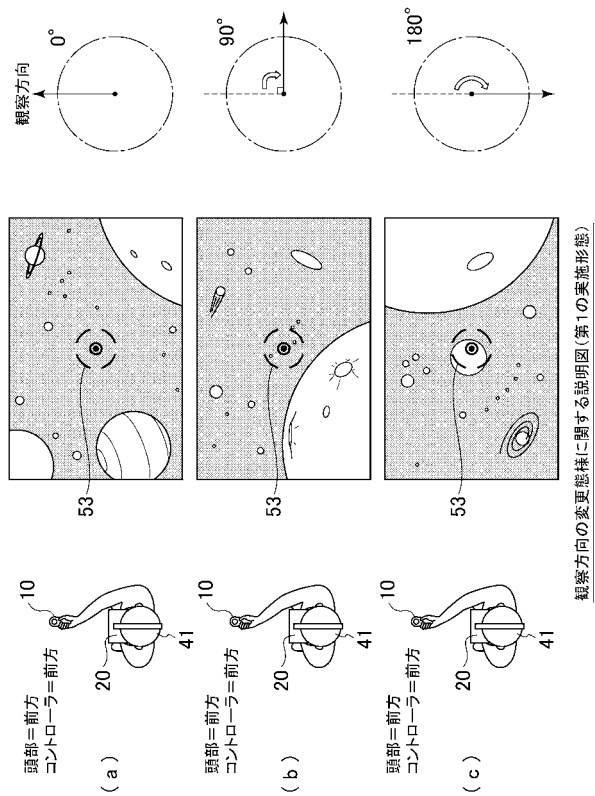 (a)
頭部=前方
コントローラ=前方
10
20
41
53
観察方向
0°
(b)
頭部=前方
コントローラ=前方
10
20
41
53
90°
(c)
頭部=前方
コントローラ=前方
10
20
41
53
180°
観察方向の変更態様に関する説明図(第1の実施形態)